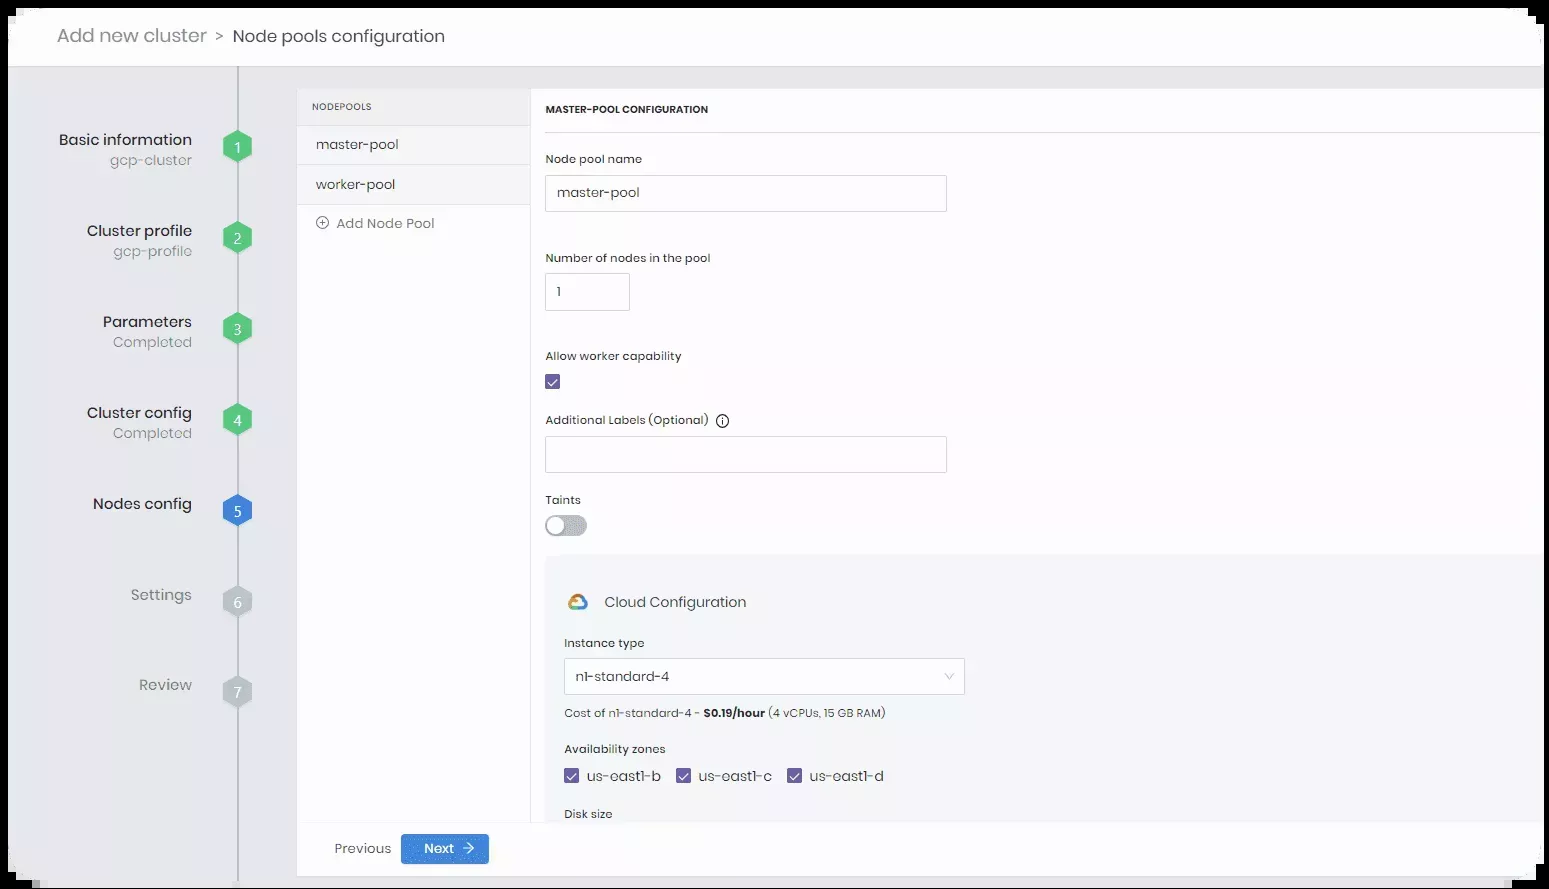 Add new cluster > Node pools configuration
Basic information
gcp-cluster
1
Cluster profile
gcp-profile
2
Parameters
Completed
3
Cluster config
Completed
4
Nodes config
5
Settings
6
Review
7
NODEPOOLS
master-pool
worker-pool
Add Node Pool
MASTER-POOL CONFIGURATION
Node pool name
master-pool
Number of nodes in the pool
1
Allow worker capability
Additional Labels (Optional)
Taints
Cloud Configuration
Instance type
n1-standard-4
Cost of n1-standard-4 - $0.19/hour (4 vCPUs, 15 GB RAM)
Availability zones
us-east1-b us-east1-c us-east1-d
Disk size
Previous Next →